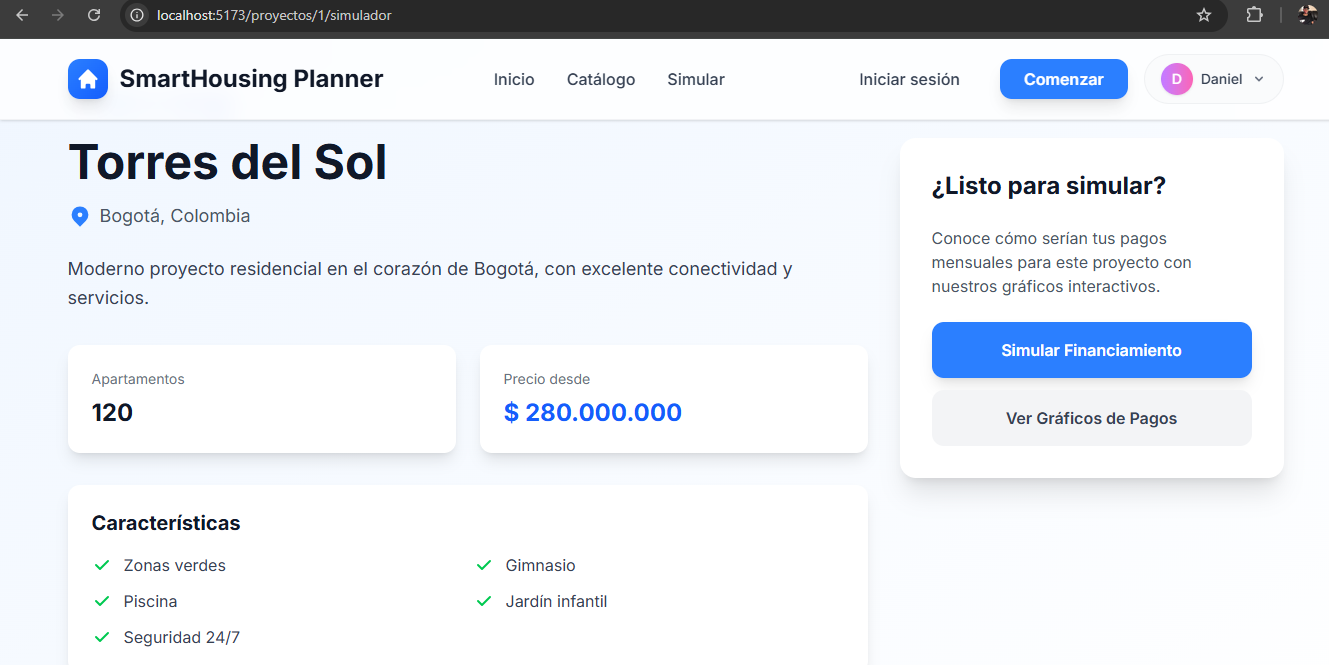 localhost:5173/proyectos/1/simulador
SmartHousing Planner
Inicio
Catálogo
Simular
Iniciar sesión
Comenzar
D
Daniel
Torres del Sol
Bogotá, Colombia
Moderno proyecto residencial en el corazón de Bogotá, con excelente conectividad y
servicios.
Apartamentos
120
Precio desde
$ 280.000.000
Características
Zonas verdes
Gimnasio
Piscina
Jardín infantil
Seguridad 24/7
¿Listo para simular?
Conoce cómo serían tus pagos
mensuales para este proyecto con
nuestros gráficos interactivos.
Simular Financiamiento
Ver Gráficos de Pagos